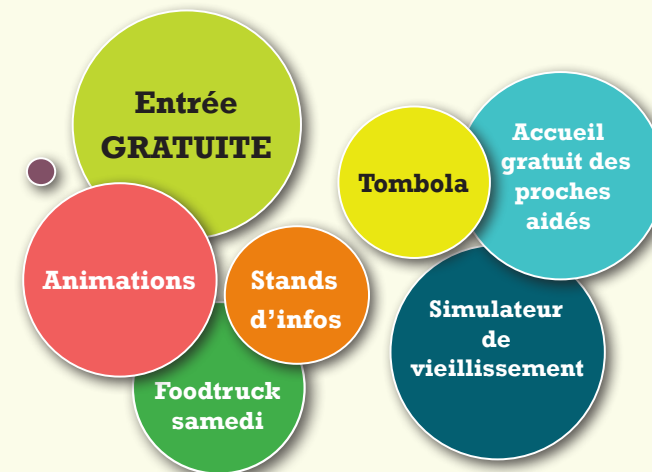 Entrée
GRATUITE
Tombola
Accueil
gratuit des
proches
aidés
Animations
Stands
d'infos
Simulateur
de
vieillissement
Foodtruck
samedi